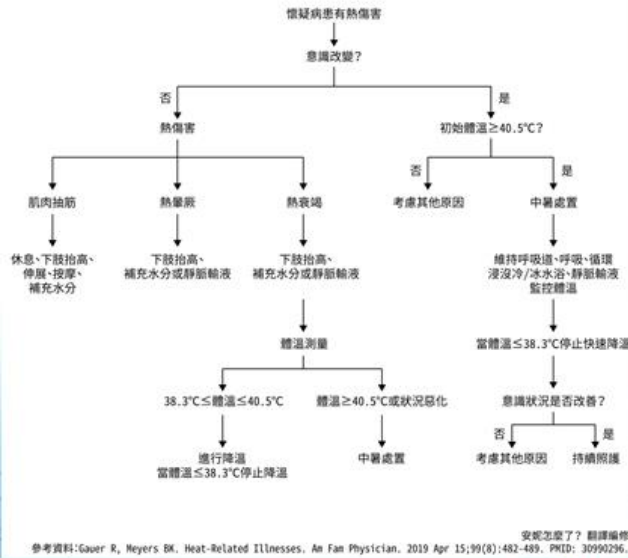 懷疑病患有熱傷害
意識改變?
否
是
熱傷害
初始體溫≥40.5℃?
否
是
肌肉抽筋
熱暈厥
熱衰竭
考慮其他原因
中暑處置
休息、下肢抬高、
伸展、按摩、
補充水分
下肢抬高、
補充水分或靜脈輸液
下肢抬高、
補充水分或靜脈輸液
維持呼吸道、呼吸、循環
浸沒冷/冰水浴、靜脈輸液
監控體溫
體溫測量
當體溫≤38.3℃停止快速降溫
38.3℃≤體溫≤40.5℃
體溫≥40.5℃或狀況惡化
意識狀況是否改善?
否
是
進行降溫
當體溫≤38.3℃停止降溫
中暑處置
考慮其他原因
持續照護
安妮怎麼了? 翻譯編修
參考資料:Gauer R, Meyers BK. Heat-Related Illnesses. Am Fam Physician. 2019 Apr 15;99(8):482-489. PMID: 30990296.